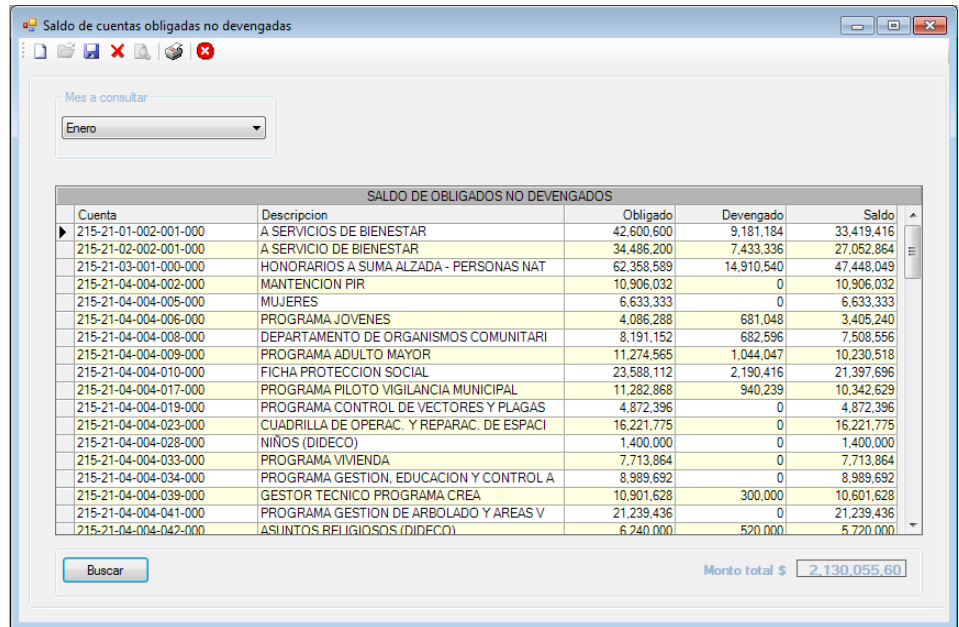 Saldo de cuentas obligadas no devengadas
Mes a consultar
Enero
SALDO DE OBLIGADOS NO DEVENGADOS
Cuenta Descripcion Obligado Devengado Saldo
215-21-01-002-001-000 A SERVICIOS DE BIENESTAR 42,600,600 9,181,184 33,419,416
215-21-02-002-001-000 A SERVICIO DE BIENESTAR 34,486,200 7,433,336 27,052,864
215-21-03-001-000-000 HONORARIOS A SUMA ALZADA - PERSONAS NAT 62,358,589 14,910,540 47,448,049
215-21-04-004-002-000 MANTENCION PIR 10,906,032 0 10,906,032
215-21-04-004-005-000 MUJERES 6,633,333 0 6,633,333
215-21-04-004-006-000 PROGRAMA JOVENES 4,086,288 681,048 3,405,240
215-21-04-004-008-000 DEPARTAMENTO DE ORGANISMOS COMUNITARI 8,191,152 682,596 7,508,556
215-21-04-004-009-000 PROGRAMA ADULTO MAYOR 11,274,565 1,044,047 10,230,518
215-21-04-004-010-000 FICHA PROTECCION SOCIAL 23,588,112 2,190,416 21,397,696
215-21-04-004-017-000 PROGRAMA PILOTO VIGILANCIA MUNICIPAL 11,282,868 940,239 10,342,629
215-21-04-004-019-000 PROGRAMA CONTROL DE VECTORES Y PLAGAS 4,872,396 0 4,872,396
215-21-04-004-023-000 CUADRILLA DE OPERAC. Y REPARAC. DE ESPACI 16,221,775 0 16,221,775
215-21-04-004-028-000 NIÑOS (DIDECO) 1,400,000 0 1,400,000
215-21-04-004-033-000 PROGRAMA VIVIENDA 7,713,864 0 7,713,864
215-21-04-004-034-000 PROGRAMA GESTION, EDUCACION Y CONTROL A 8,989,692 0 8,989,692
215-21-04-004-039-000 GESTOR TECNICO PROGRAMA CREA 10,901,628 300,000 10,601,628
215-21-04-004-041-000 PROGRAMA GESTION DE ARBOLADO Y AREAS V 21,239,436 0 21,239,436
215-21-04-004-042-000 ASUNTOS RELIGIOSOS (DIDECO) 6,240,000 520,000 5,720,000
Buscar Monto total $ 2,130,055,60